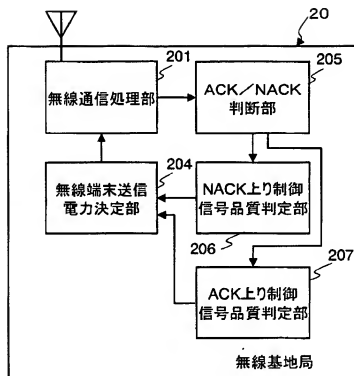 20
201
無線通信処理部
205
ACK/NACK
判断部
204
無線端末送信
電力決定部
NACK上り制御
信号品質判定部
206
207
ACK上り制御
信号品質判定部
無線基地局